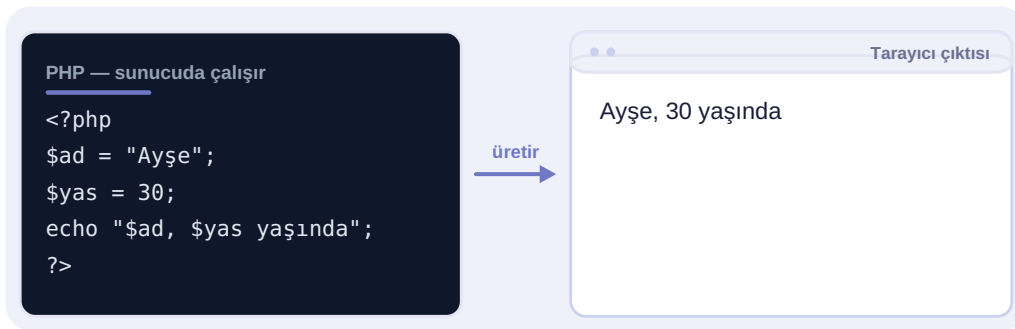 PHP — sunucuda çalışır
<?php
$ad = "Ayşe";
$yas = 30;
echo "$ad, $yas yaşında";
?>
üretir
Tarayıcı çıktısı
Ayşe, 30 yaşında